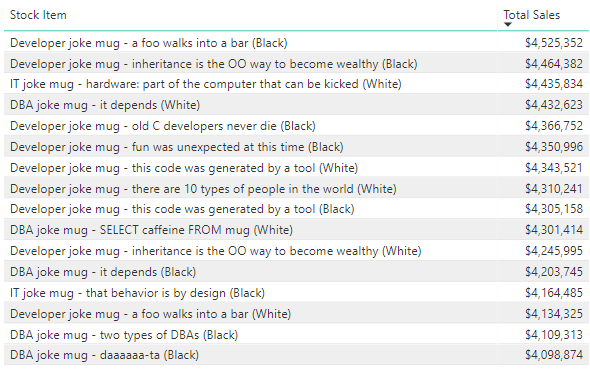 Stock Item Total Sales
Developer joke mug - a foo walks into a bar (Black) $4,525,352
Developer joke mug - inheritance is the OO way to become wealthy (Black) $4,464,382
IT joke mug - hardware: part of the computer that can be kicked (White) $4,435,834
DBA joke mug - it depends (White) $4,432,623
Developer joke mug - old C developers never die (Black) $4,366,752
Developer joke mug - fun was unexpected at this time (Black) $4,350,996
Developer joke mug - this code was generated by a tool (White) $4,343,521
Developer joke mug - there are 10 types of people in the world (White) $4,310,241
Developer joke mug - this code was generated by a tool (Black) $4,305,158
DBA joke mug - SELECT caffeine FROM mug (White) $4,301,414
Developer joke mug - inheritance is the OO way to become wealthy (White) $4,245,995
DBA joke mug - it depends (Black) $4,203,745
IT joke mug - that behavior is by design (Black) $4,164,485
Developer joke mug - a foo walks into a bar (White) $4,134,325
DBA joke mug - two types of DBAs (Black) $4,109,313
DBA joke mug - daaaaaa-ta (Black) $4,098,874